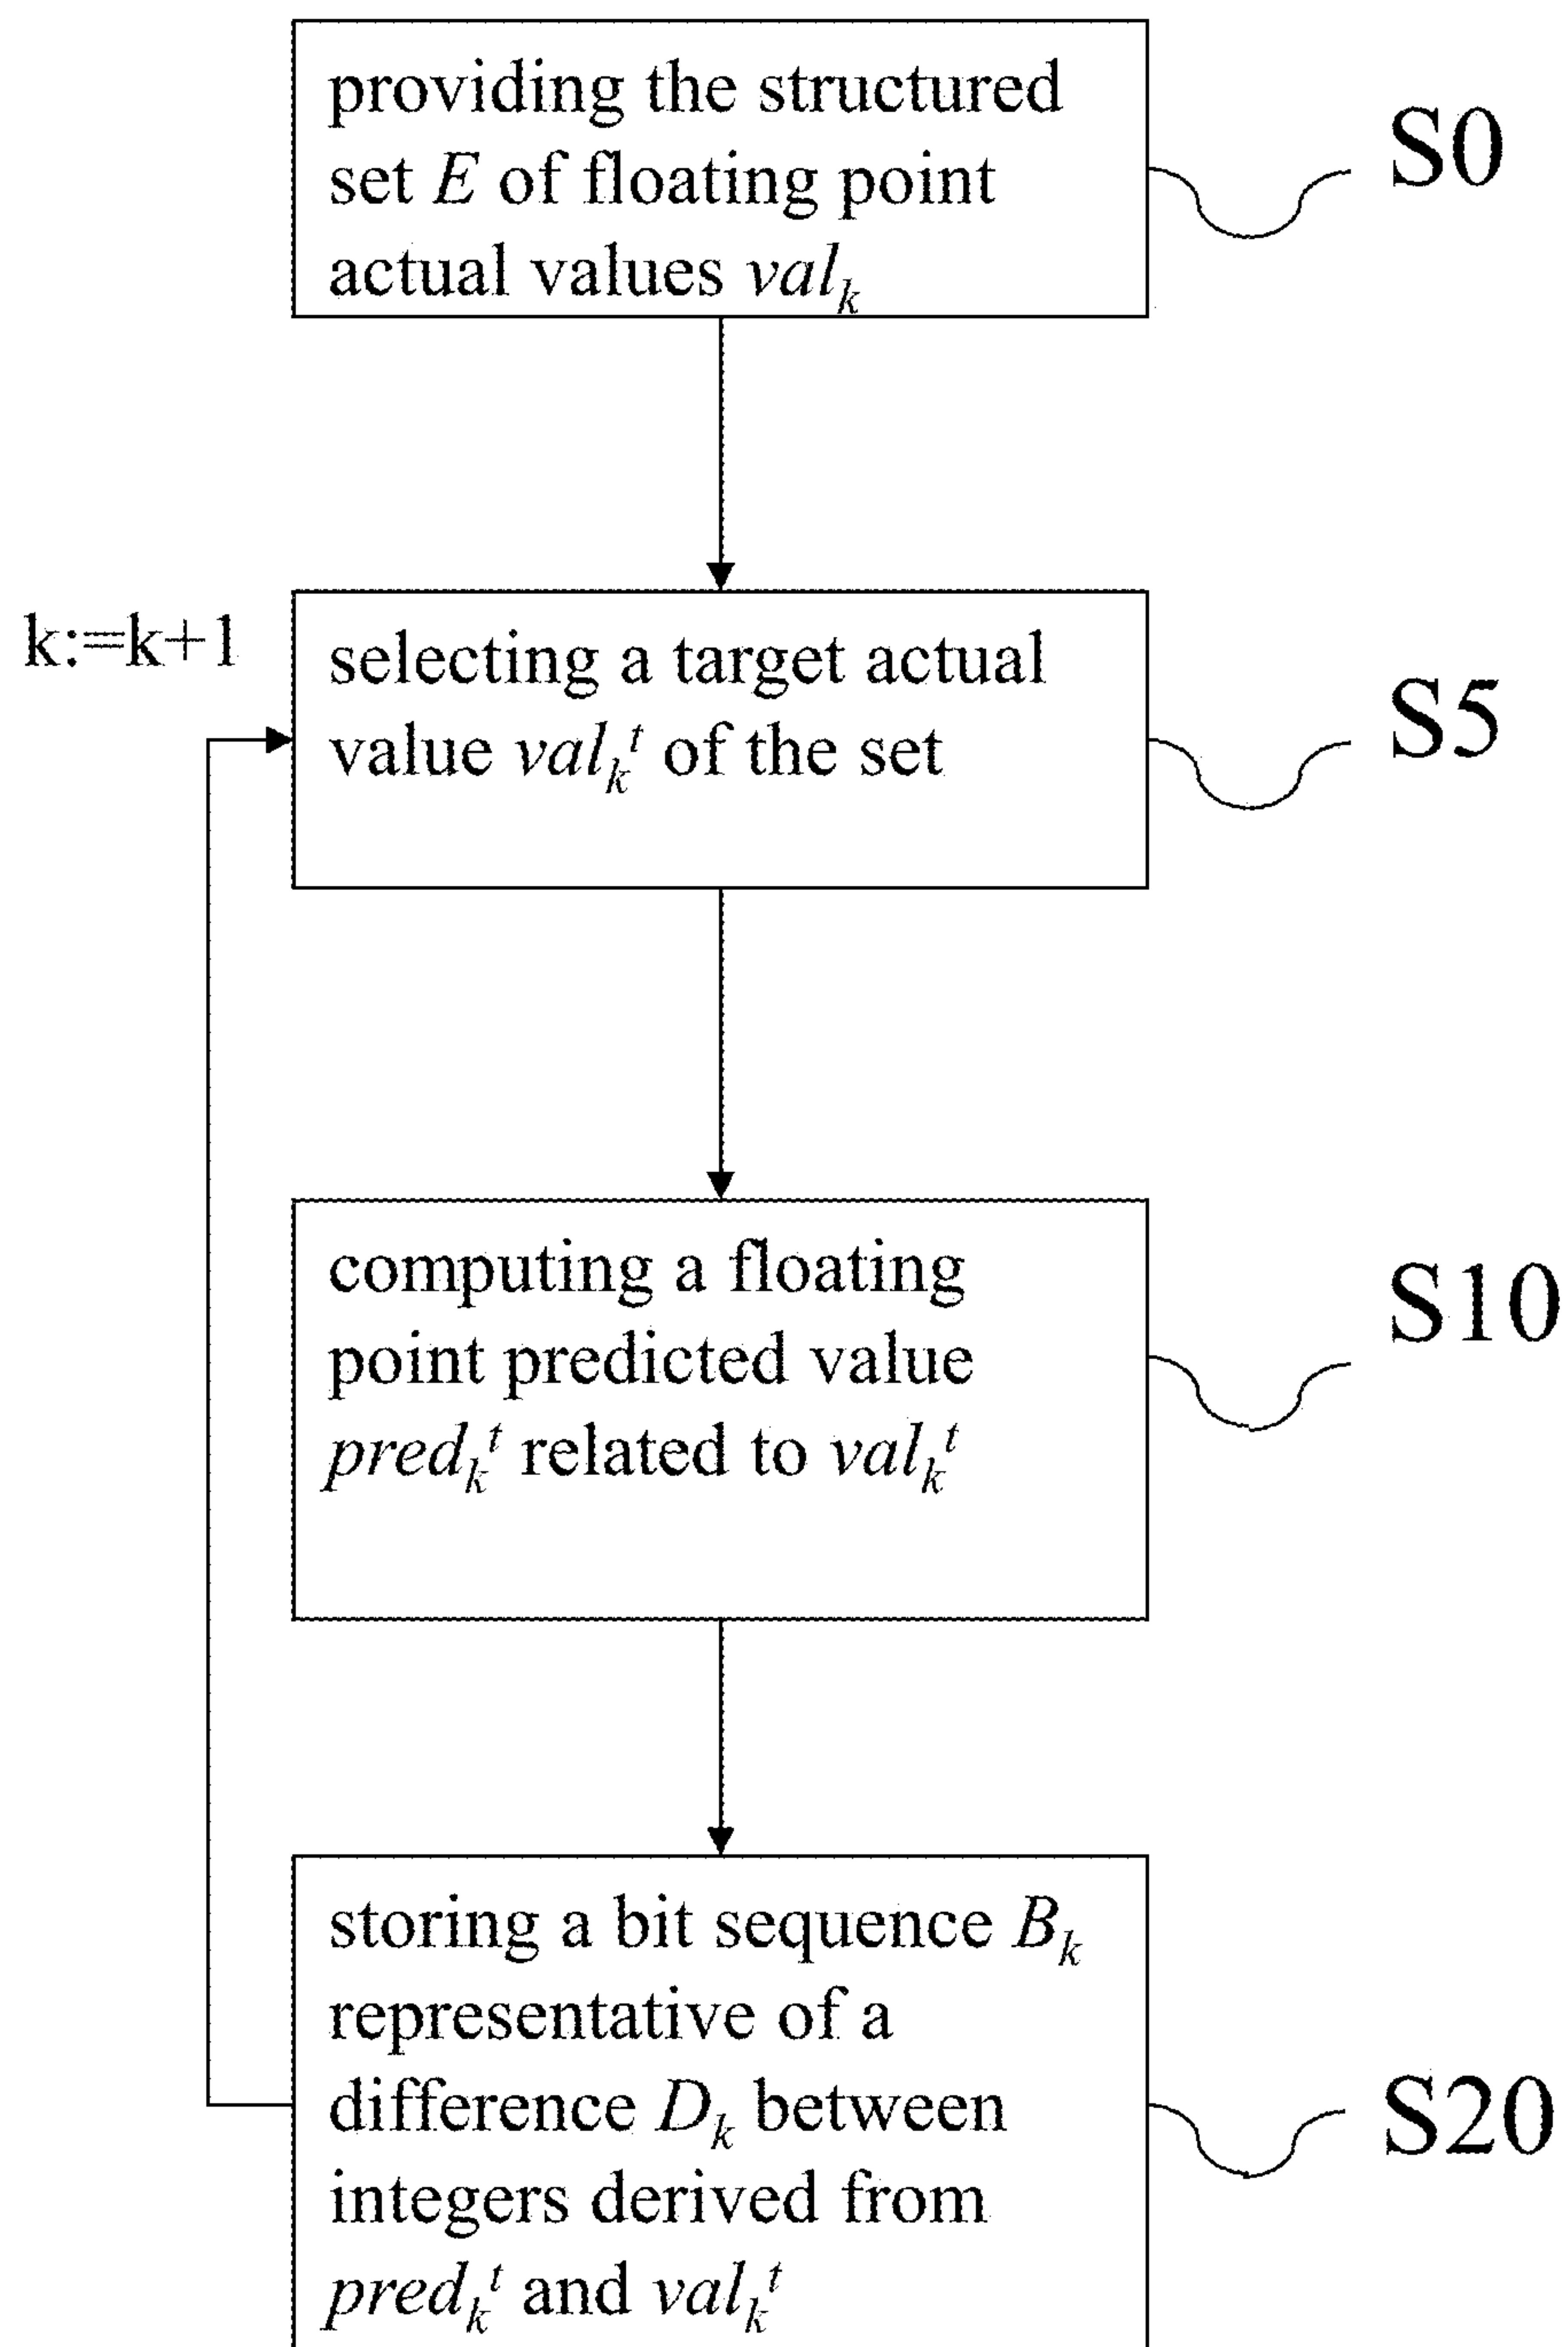 providing the structured
set E of floating point
actual values valₖ
S0
k:=k+1
selecting a target actual
value valₖᵗ of the set
S5
computing a floating
point predicted value
predₖᵗ related to valₖᵗ
S10
storing a bit sequence Bₖ
representative of a
difference Dₖ between
integers derived from
predₖᵗ and valₖᵗ
S20